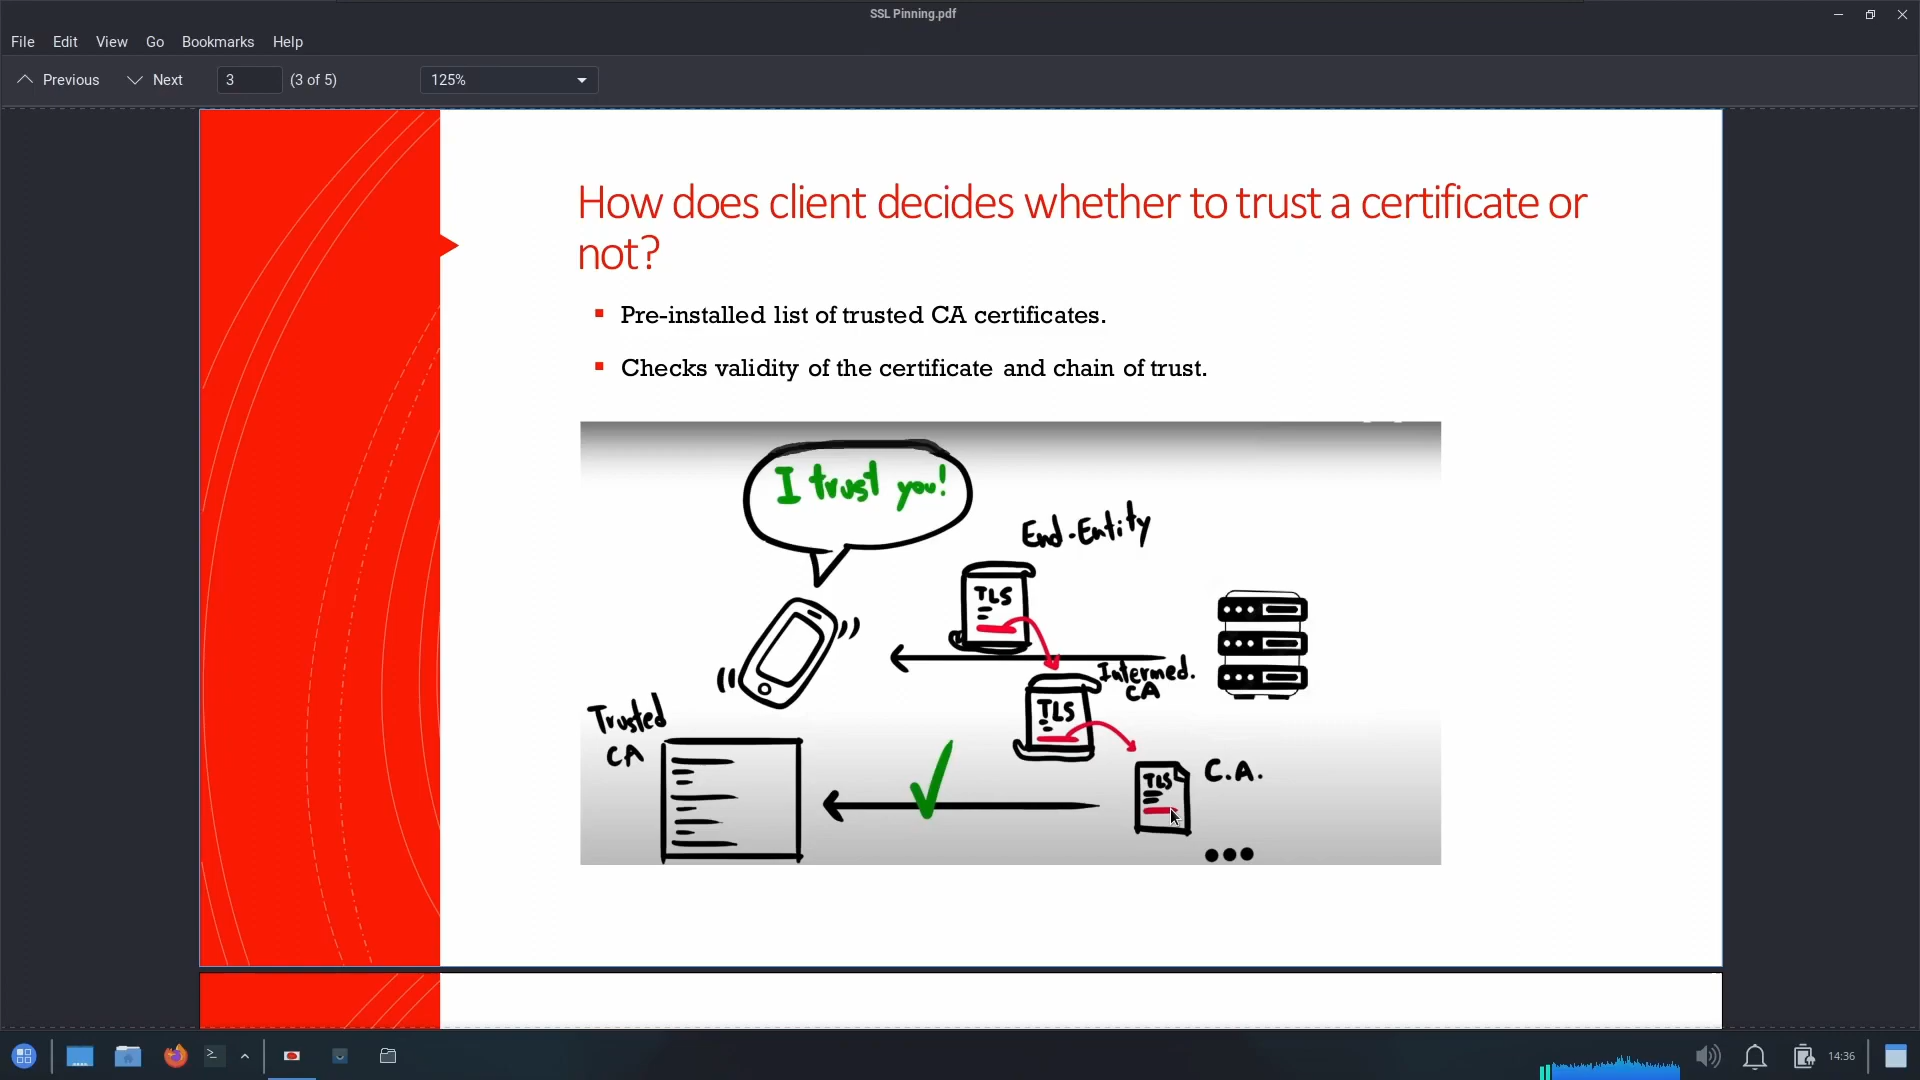 SSL Pinning.pdf
File Edit View Go Bookmarks Help
Previous Next 3 (3 of 5) 125%
How does client decides whether to trust a certificate or
not?
Pre-installed list of trusted CA certificates.
Checks validity of the certificate and chain of trust.
I trust you!
End-Entity
TLS
Intermed.
CA
TLS
Trusted
CA
C.A.
TLS
14:36